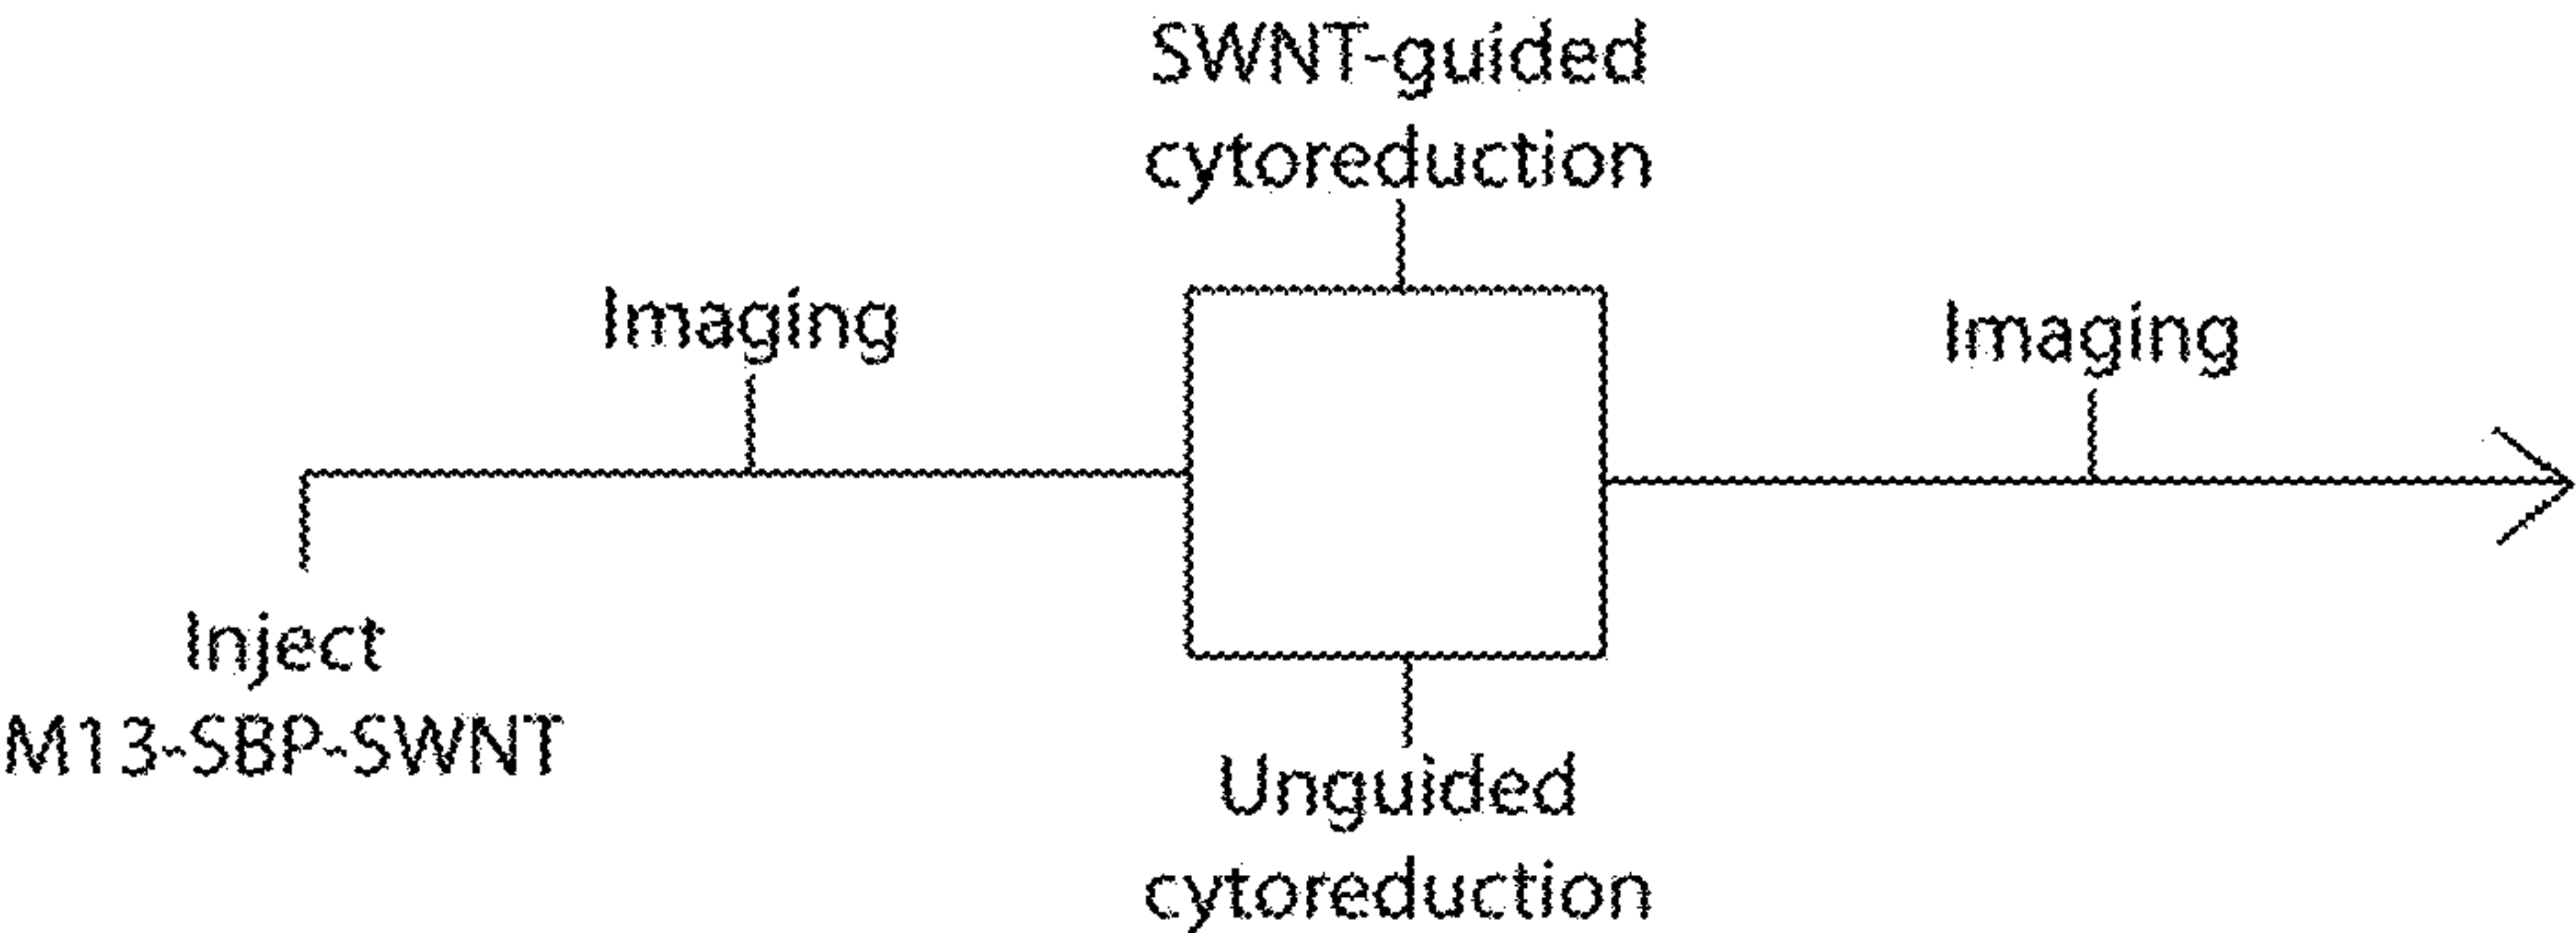 Inject
M13-SBP-SWNT
Imaging
SWNT-guided
cytoreduction
Unguided
cytoreduction
Imaging